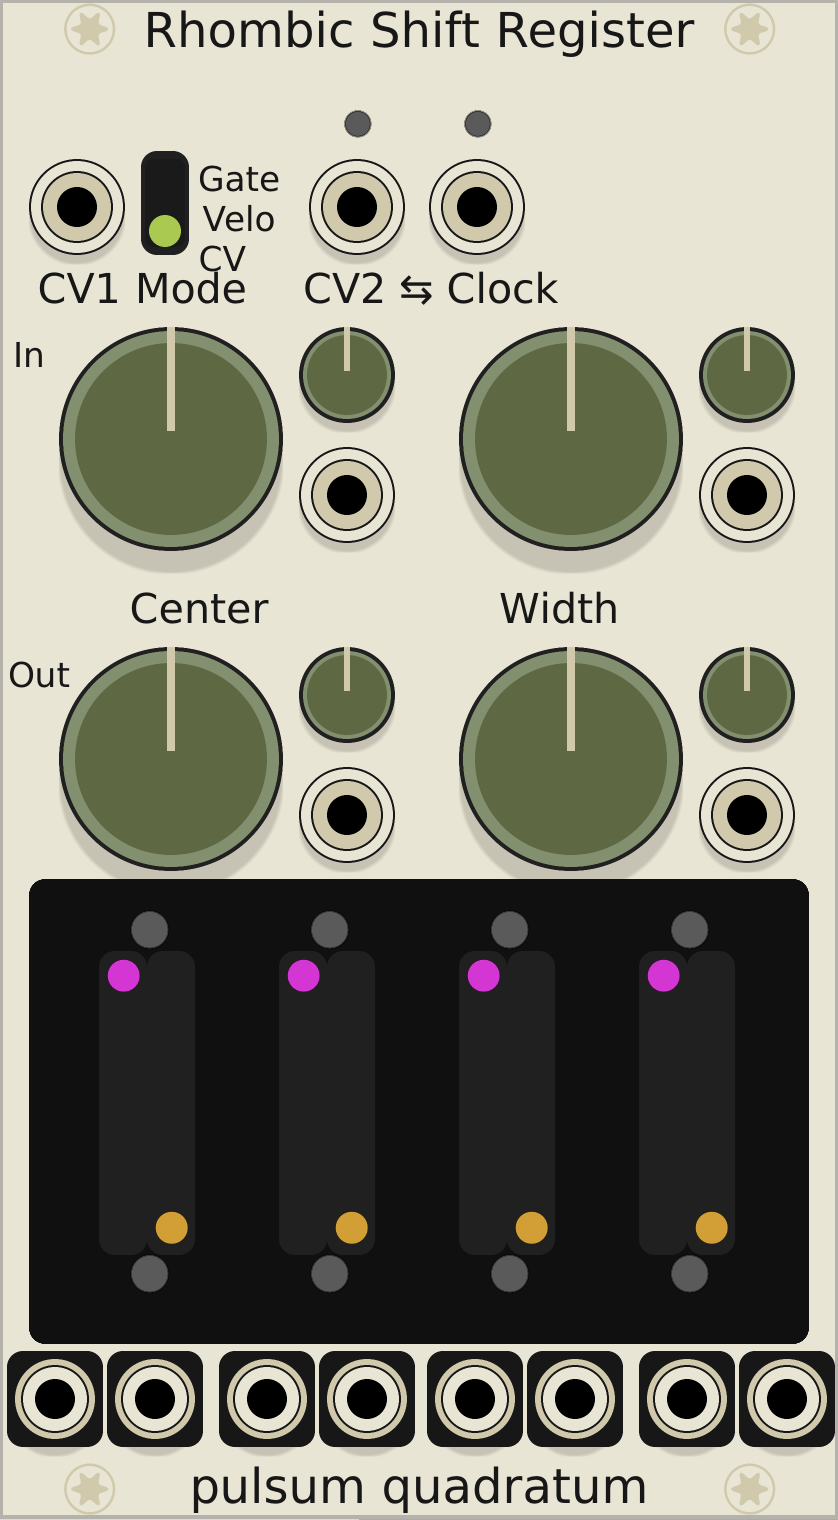 Rhombic Shift Register
Gate
Velo
CV
CV1 Mode
CV2 ⇆ Clock
In
Center
Width
Out
pulsum quadratum